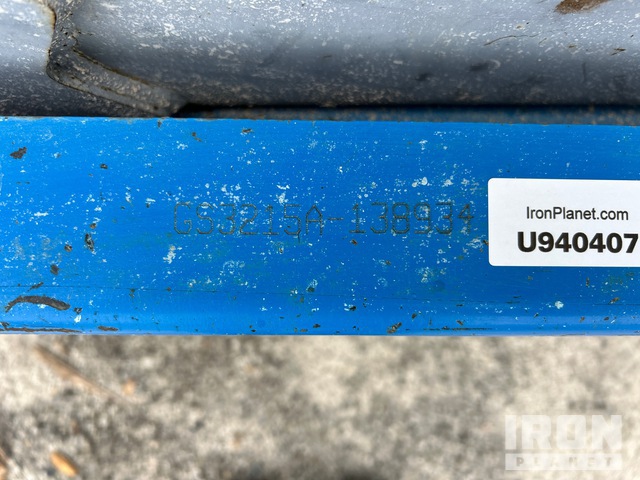 GS3215A-138934
IronPlanet.com
U940407
IRON
PLANET